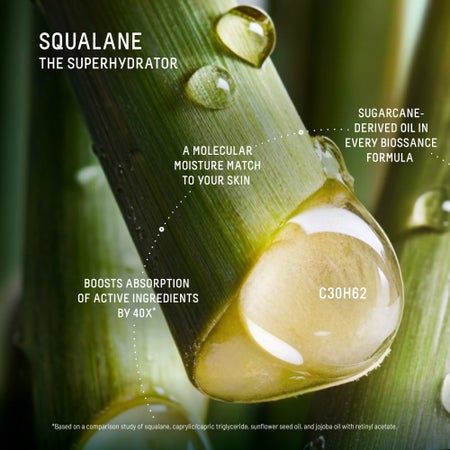 SQUALANE
THE SUPERHYDRATOR
SUGARCANE-
DERIVED OIL IN
EVERY BIOSSANCE
FORMULA
A MOLECULAR
MOISTURE MATCH
TO YOUR SKIN
BOOSTS ABSORPTION
OF ACTIVE INGREDIENTS
BY 40X*
C30H62
*Based on a comparison study of squalane, caprylic/capric triglyceride, sunflower seed oil, and jojoba oil with retinyl acetate.